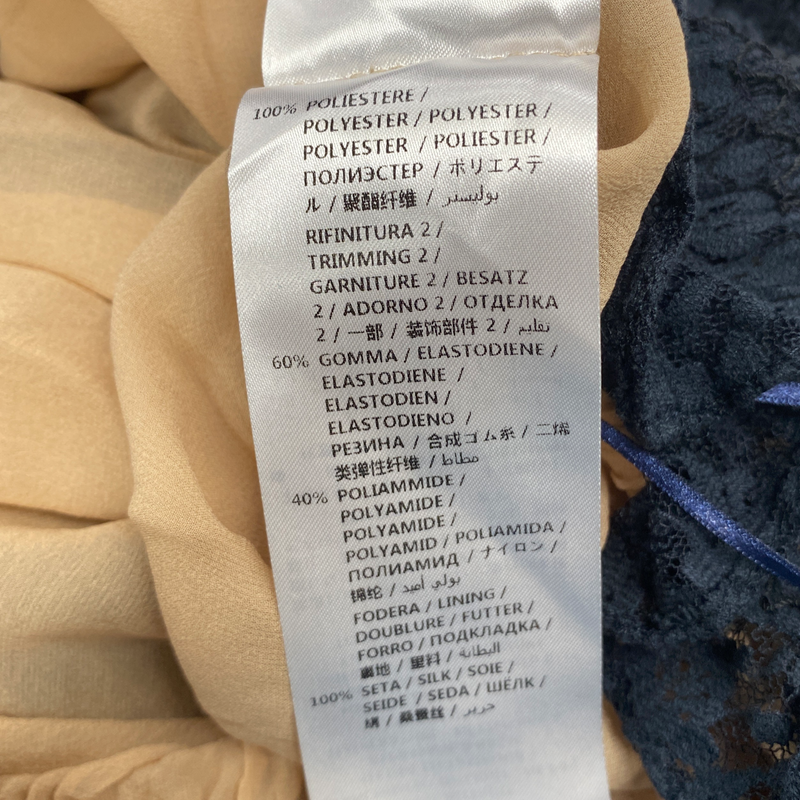 100% POLIESTERE /
POLYESTER / POLYESTER /
POLYESTER / POLIESTER /
ПОЛИЭСТЕР / ポリエステ
ル / 聚酯纤维 / بوليستر
RIFINITURA 2 /
TRIMMING 2 /
GARNITURE 2 / BESATZ
2 / ADORNO 2 / ОТДЕЛКА
2 / 一部 / 装饰部件 2 / تقليم
60% GOMMA / ELASTODIENE /
ELASTODIENE /
ELASTODIEN /
ELASTODIENO /
РЕЗИНА / 合成ゴム糸 / 二烯
类弹性纤维 / مطاط
40% POLIAMMIDE /
POLYAMIDE /
POLYAMIDE /
POLYAMID / POLIAMIDA /
ПОЛИАМИД / ナイロン /
锦纶 / بولي أميد
FODERA / LINING /
DOUBLURE / FUTTER /
FORRO / ПОДКЛАДКА /
裏地 / 里料 / البطانة
100% SETA / SILK / SOIE /
SEIDE / SEDA / ШЁЛК /
絹 / 桑蚕丝 / حرير